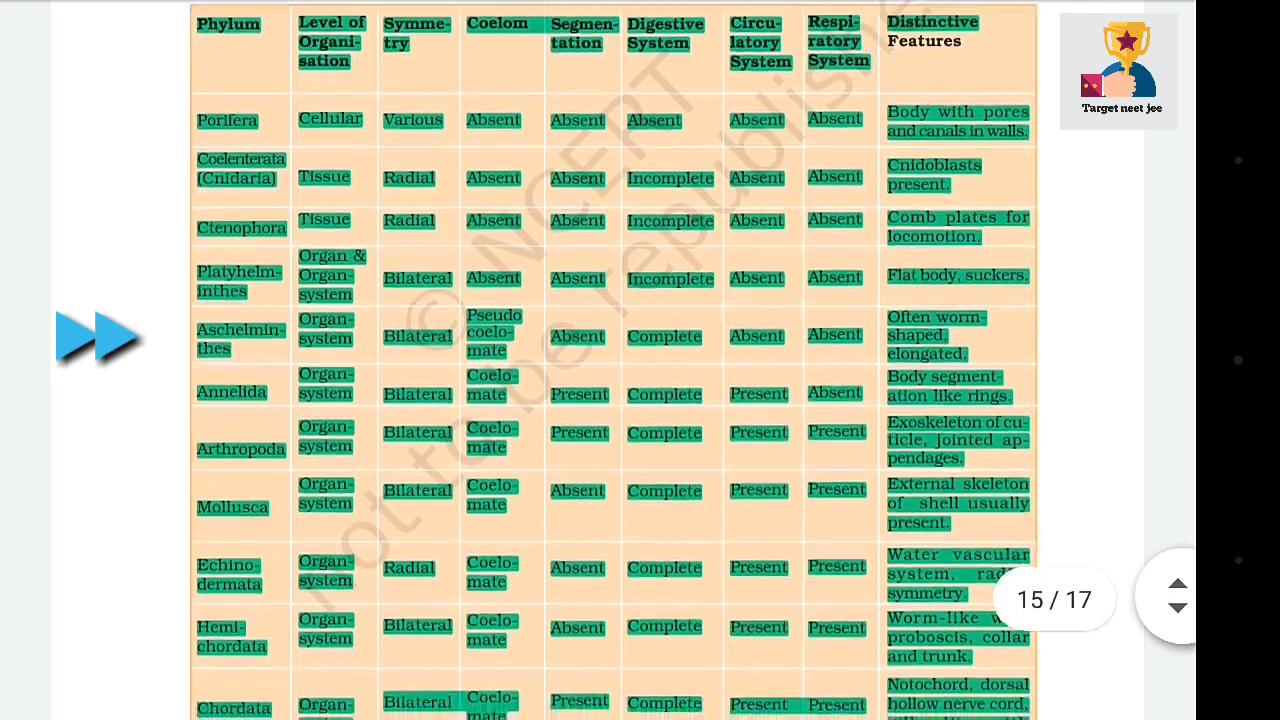 Phylum Level of Organi-sation Symme-try Coelom Segmen-tation Digestive System Circu-latory System Respi-ratory System Distinctive Features
Target neet jee
Porifera Cellular Various Absent Absent Absent Absent Absent Body with pores and canals in walls.
Coelenterata (Cnidaria) Tissue Radial Absent Absent Incomplete Absent Absent Cnidoblasts present.
Ctenophora Tissue Radial Absent Absent Incomplete Absent Absent Comb plates for locomotion.
Platyhelm-inthes Organ & Organ-system Bilateral Absent Absent Incomplete Absent Absent Flat body, suckers.
Aschelmin-thes Organ-system Bilateral Pseudo coelo-mate Absent Complete Absent Absent Often worm-shaped, elongated.
Annelida Organ-system Bilateral Coelo-mate Present Complete Present Absent Body segment-ation like rings.
Arthropoda Organ-system Bilateral Coelo-mate Present Complete Present Present Exoskeleton of cu-ticle, jointed ap-pendages.
Mollusca Organ-system Bilateral Coelo-mate Absent Complete Present Present External skeleton of shell usually present.
Echino-dermata Organ-system Radial Coelo-mate Absent Complete Present Present Water vascular system, symmetry.
Hemi-chordata Organ-system Bilateral Coelo-mate Absent Complete Present Present Worm-like proboscis, collar and trunk.
Chordata Organ- Bilateral Coelo-mate Present Complete Present Present Notochord, dorsal hollow nerve cord,
15 / 17
© NCERT
not to be republished